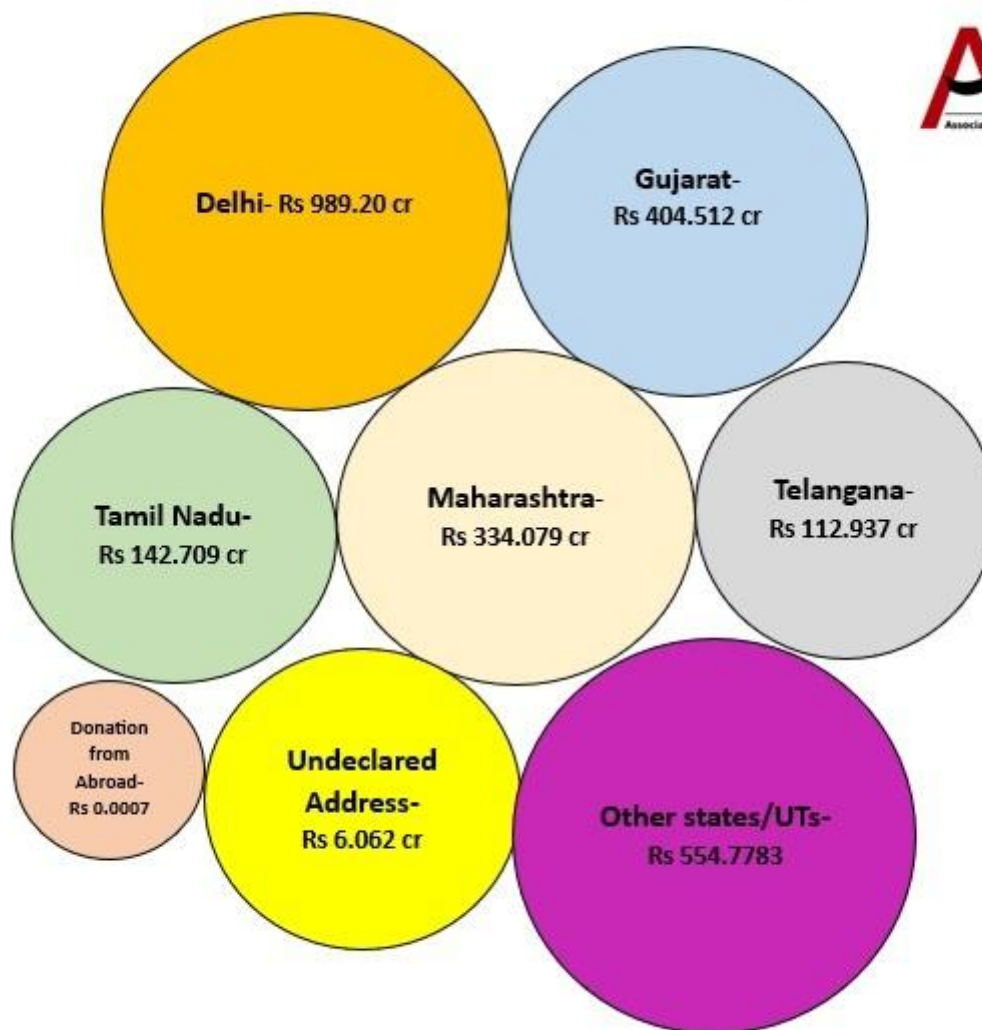 A
Associa
Delhi- Rs 989.20 cr
Gujarat-
Rs 404.512 cr
Tamil Nadu-
Rs 142.709 cr
Maharashtra-
Rs 334.079 cr
Telangana-
Rs 112.937 cr
Donation
from
Abroad-
Rs 0.0007
Undeclared
Address-
Rs 6.062 cr
Other states/UTs-
Rs 554.7783